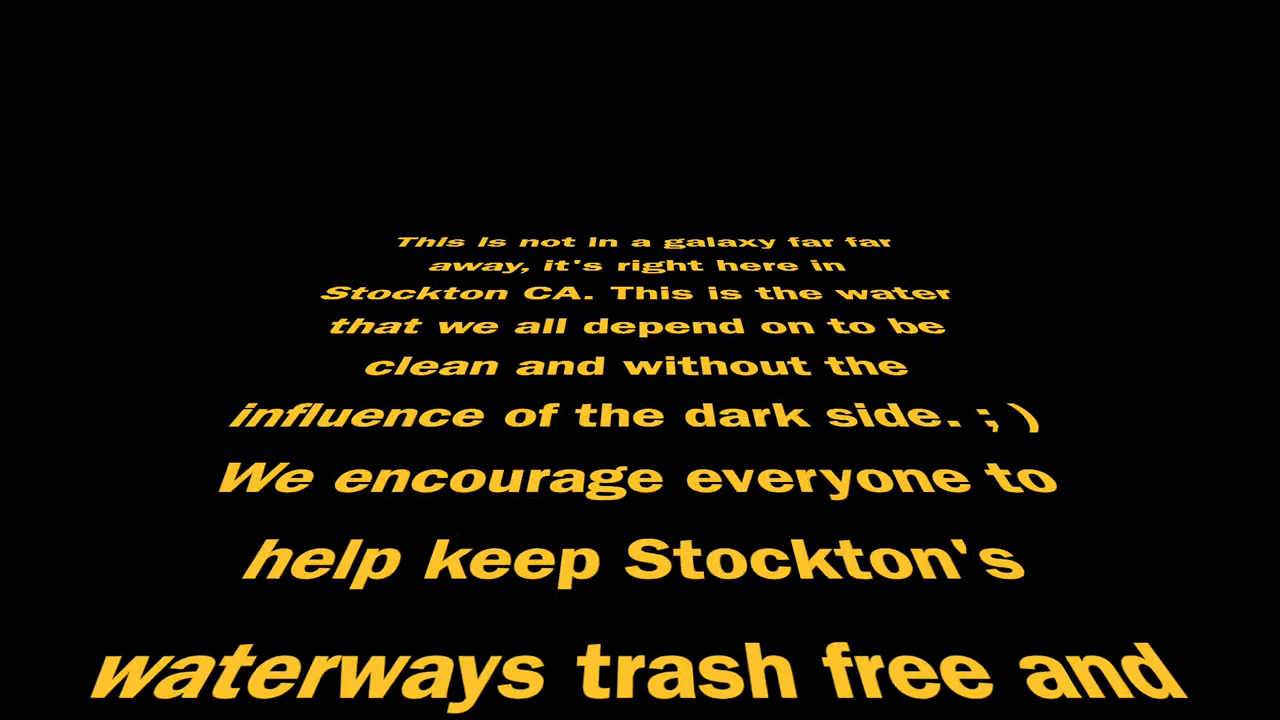 This is not in a galaxy far far
away, it's right here in
Stockton CA. This is the water
that we all depend on to be
clean and without the
influence of the dark side. ; )
We encourage everyone to
help keep Stockton's
waterways trash free and